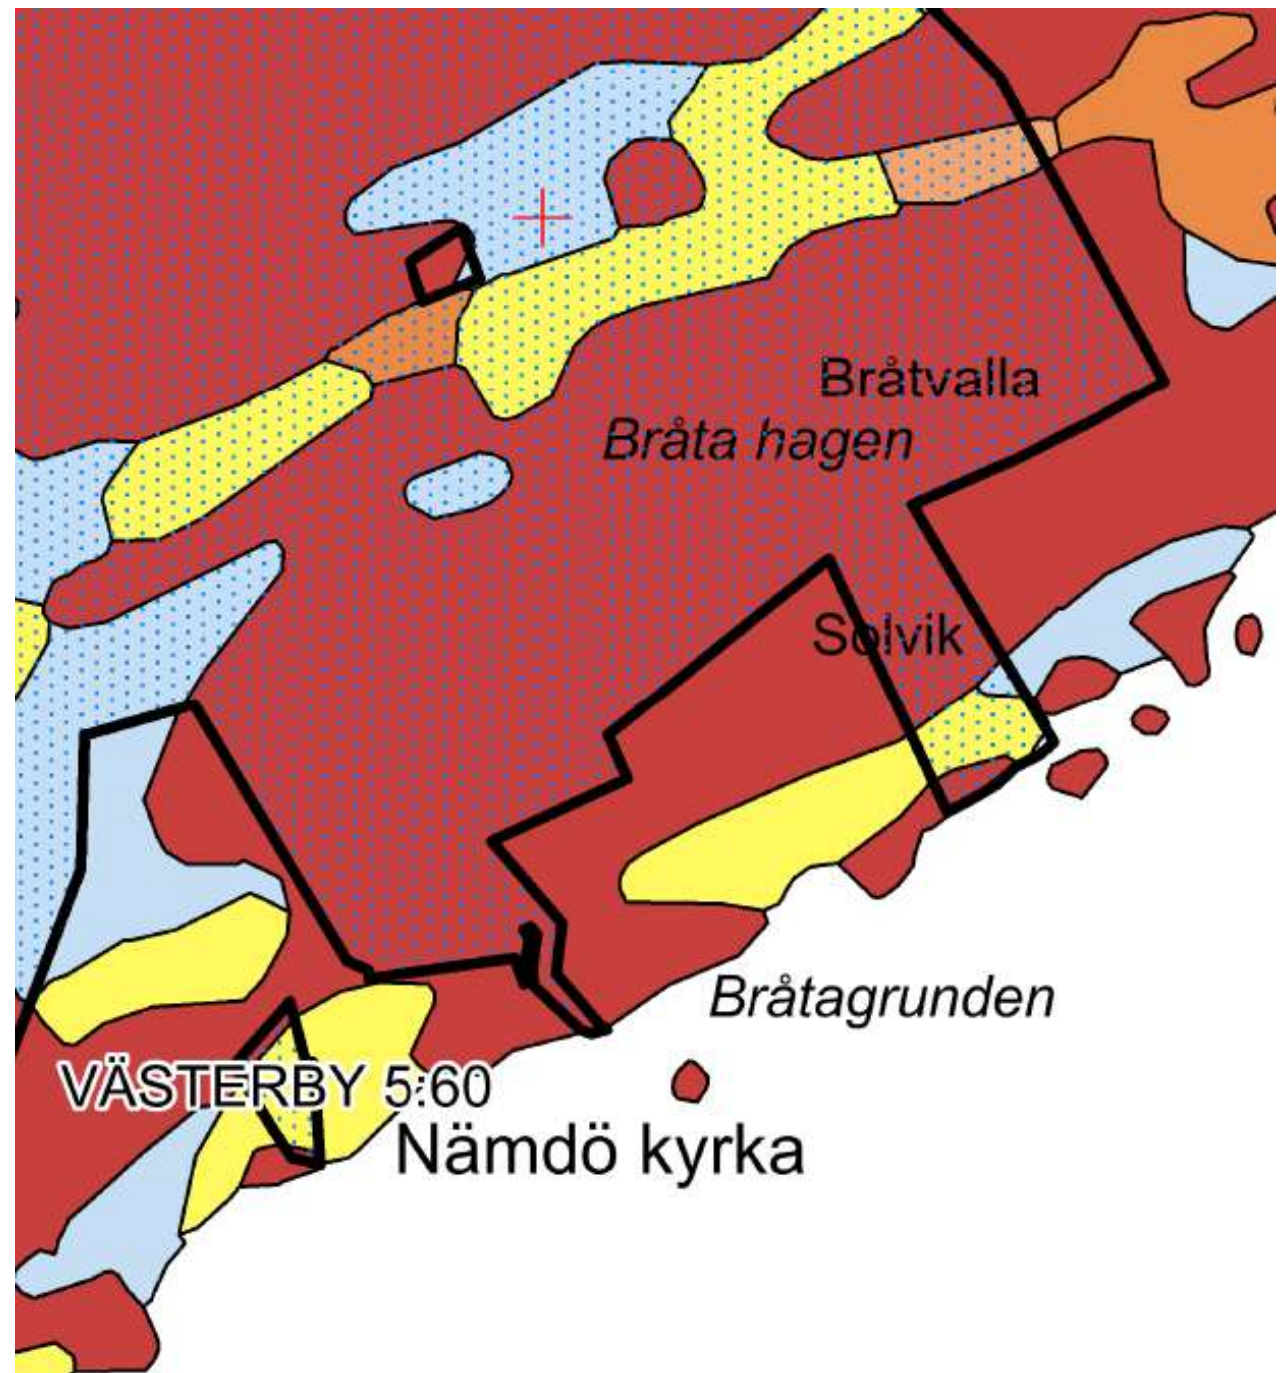 Bråtvalla
Bråta hagen
Solvik
Bråtagrunden
VÄSTERBY 5:60
Nämdö kyrka